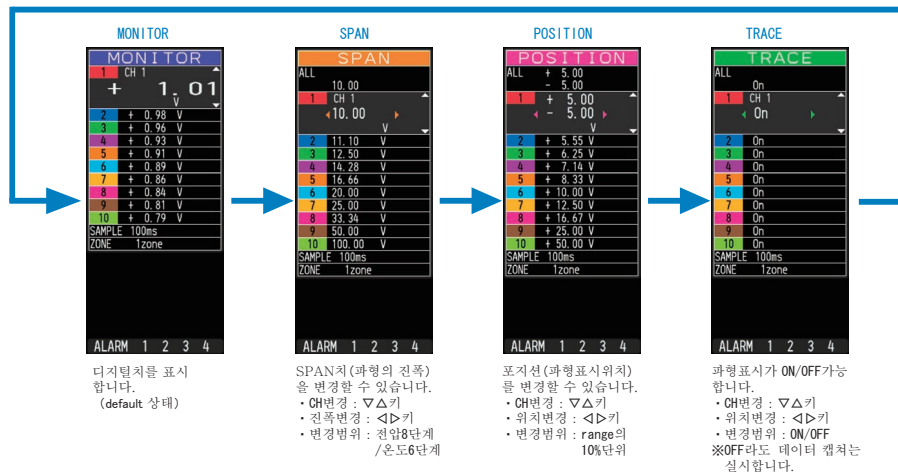 MONITOR
MONITOR
1 CH 1
+ 1.01
V
2 + 0.98 V
3 + 0.96 V
4 + 0.93 V
5 + 0.91 V
6 + 0.89 V
7 + 0.86 V
8 + 0.84 V
9 + 0.81 V
10 + 0.79 V
SAMPLE 100ms
ZONE 1zone
ALARM 1 2 3 4
디지털치를 표시
합니다.
(default 상태)
SPAN
SPAN
ALL
10.00
1 CH 1
10.00
V
2 11.10 V
3 12.50 V
4 14.28 V
5 16.66 V
6 20.00 V
7 25.00 V
8 33.34 V
9 50.00 V
10 100.00 V
SAMPLE 100ms
ZONE 1zone
ALARM 1 2 3 4
SPAN치(파형의 진폭)
을 변경할 수 있습니다.
・CH변경 : ▽△키
・진폭변경 : ◁▷키
・변경범위 : 전압8단계
/온도6단계
POSITION
POSITION
ALL + 5.00
- 5.00
1 + 5.00
- 5.00
V
2 + 5.55 V
3 + 6.25 V
4 + 7.14 V
5 + 8.33 V
6 + 10.00 V
7 + 12.50 V
8 + 16.67 V
9 + 25.00 V
10 + 50.00 V
SAMPLE 100ms
ZONE 1zone
ALARM 1 2 3 4
포지션(파형표시위치)
를 변경할 수 있습니다.
・CH변경 : ▽△키
・위치변경 : ◁▷키
・변경범위 : range의
10%단위
TRACE
TRACE
ALL
On
1 CH 1
On
2 On
3 On
4 On
5 On
6 On
7 On
8 On
9 On
10 On
SAMPLE 100ms
ZONE 1zone
ALARM 1 2 3 4
파형표시가 ON/OFF가능
합니다.
・CH변경 : ▽△키
・위치변경 : ◁▷키
・변경범위 : ON/OFF
※OFF라도 데이터 캡쳐는
실시합니다.